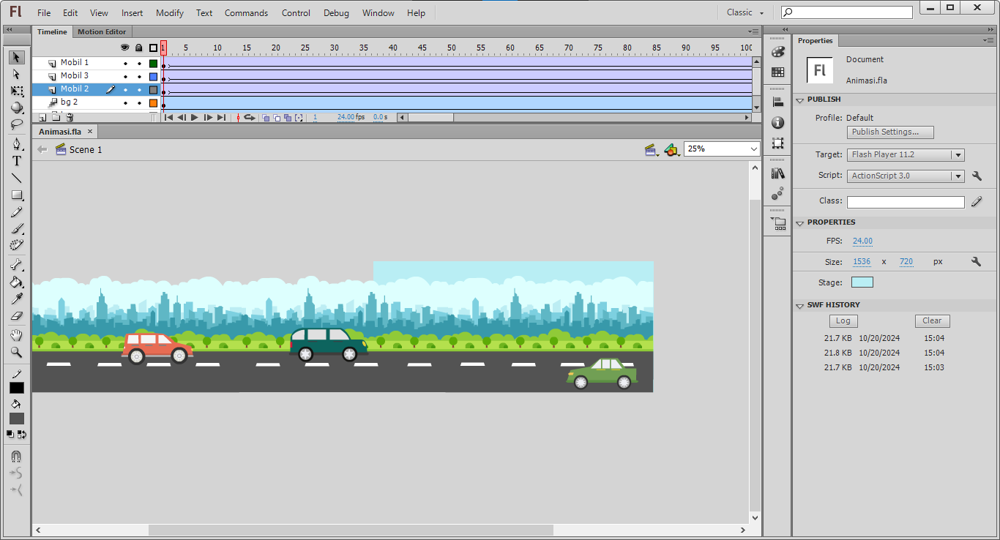 Fl File Edit View Insert Modify Text Commands Control Debug Window Help Classic
Timeline Motion Editor
1 5 10 15 20 25 30 35 40 45 50 55 60 65 70 75 80 85 90 95 100
Mobil 1
Mobil 3
Mobil 2
bg 2
1 24.00 fps 0.0 s
Animasi.fla ×
Scene 1 25%
T
Properties
Fl
Document
Animasi.fla
PUBLISH
Profile: Default
Publish Settings...
Target: Flash Player 11.2
Script: ActionScript 3.0
Class:
PROPERTIES
FPS: 24.00
Size: 1536 x 720 px
Stage:
SWF HISTORY
Log Clear
21.7 KB 10/20/2024 15:04
21.8 KB 10/20/2024 15:04
21.7 KB 10/20/2024 15:03